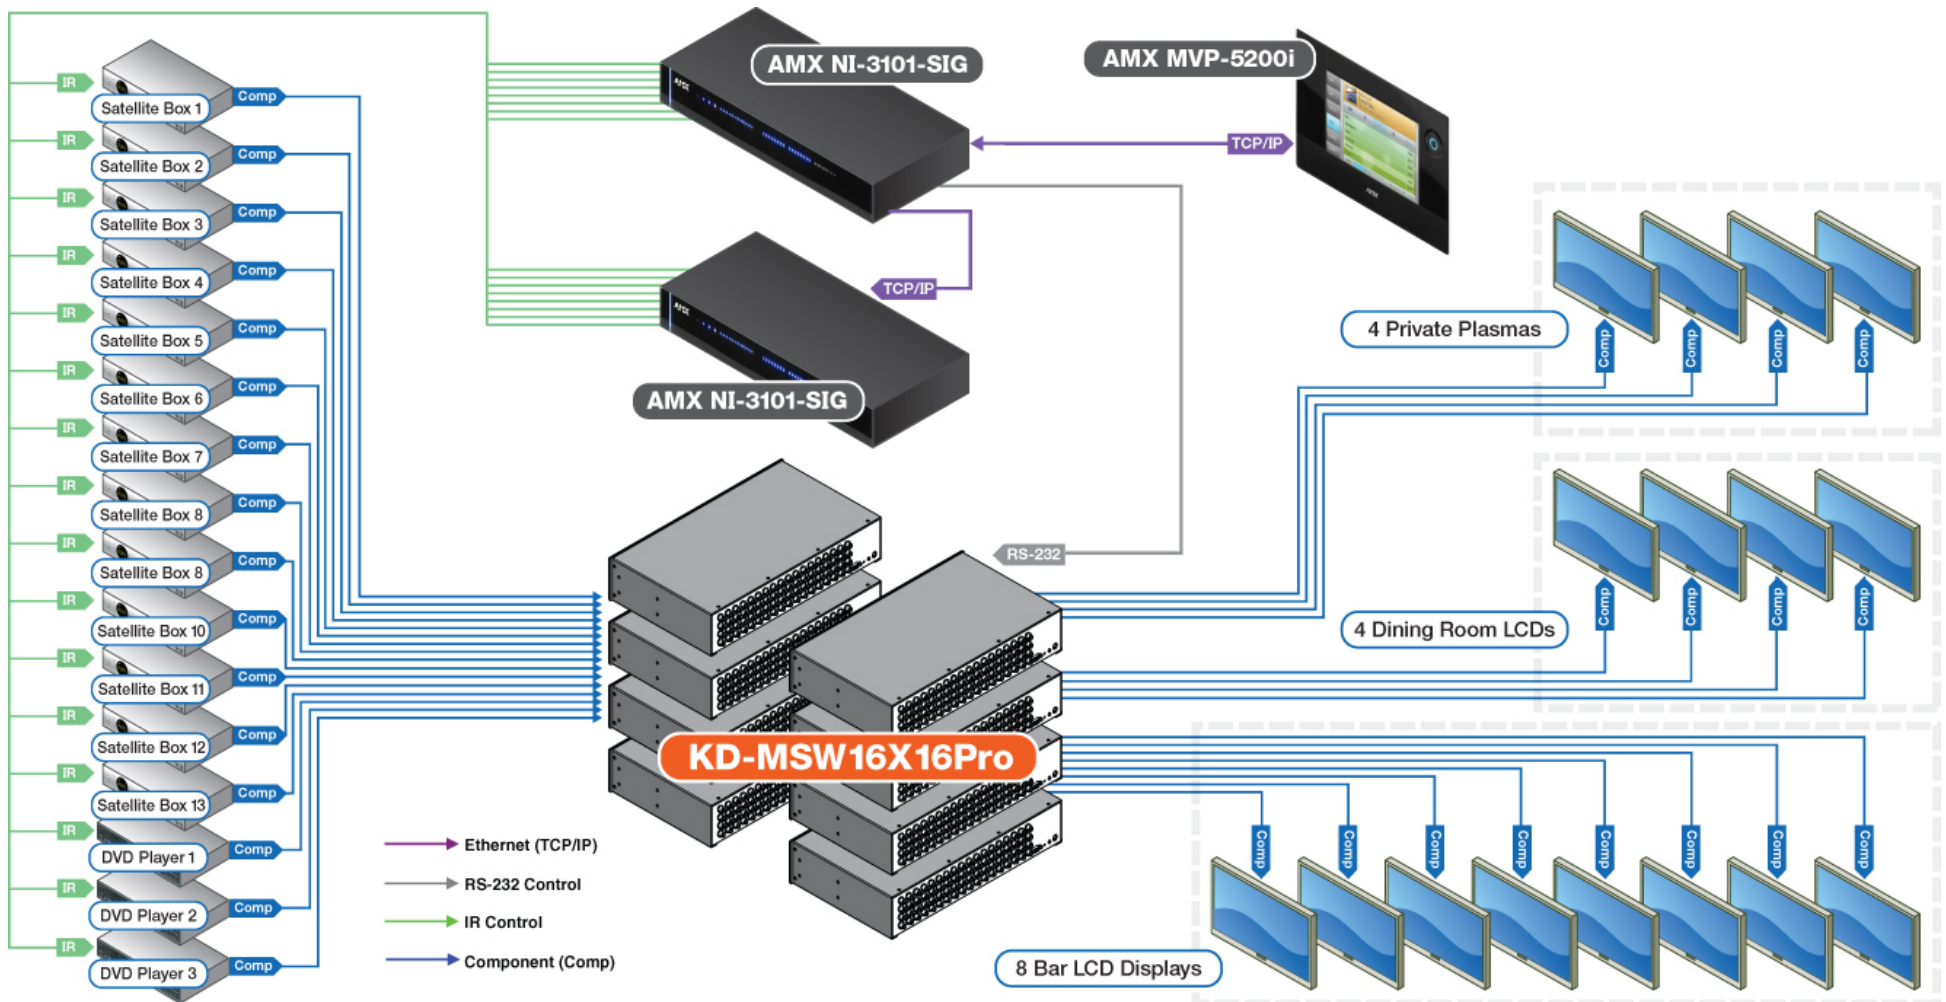 AMX NI-3101-SIG
AMX MVP-5200i
TCP/IP
TCP/IP
AMX NI-3101-SIG
AMX
AMX
AMX
RS-232
KD-MSW16X16Pro
IR Satellite Box 1 Comp
IR Satellite Box 2 Comp
IR Satellite Box 3 Comp
IR Satellite Box 4 Comp
IR Satellite Box 5 Comp
IR Satellite Box 6 Comp
IR Satellite Box 7 Comp
IR Satellite Box 8 Comp
IR Satellite Box 8 Comp
IR Satellite Box 10 Comp
IR Satellite Box 11 Comp
IR Satellite Box 12 Comp
IR Satellite Box 13 Comp
IR DVD Player 1 Comp
IR DVD Player 2 Comp
IR DVD Player 3 Comp
Ethernet (TCP/IP)
RS-232 Control
IR Control
Component (Comp)
4 Private Plasmas
Comp Comp Comp Comp
4 Dining Room LCDs
Comp Comp Comp Comp
Comp Comp Comp Comp Comp Comp Comp Comp
8 Bar LCD Displays